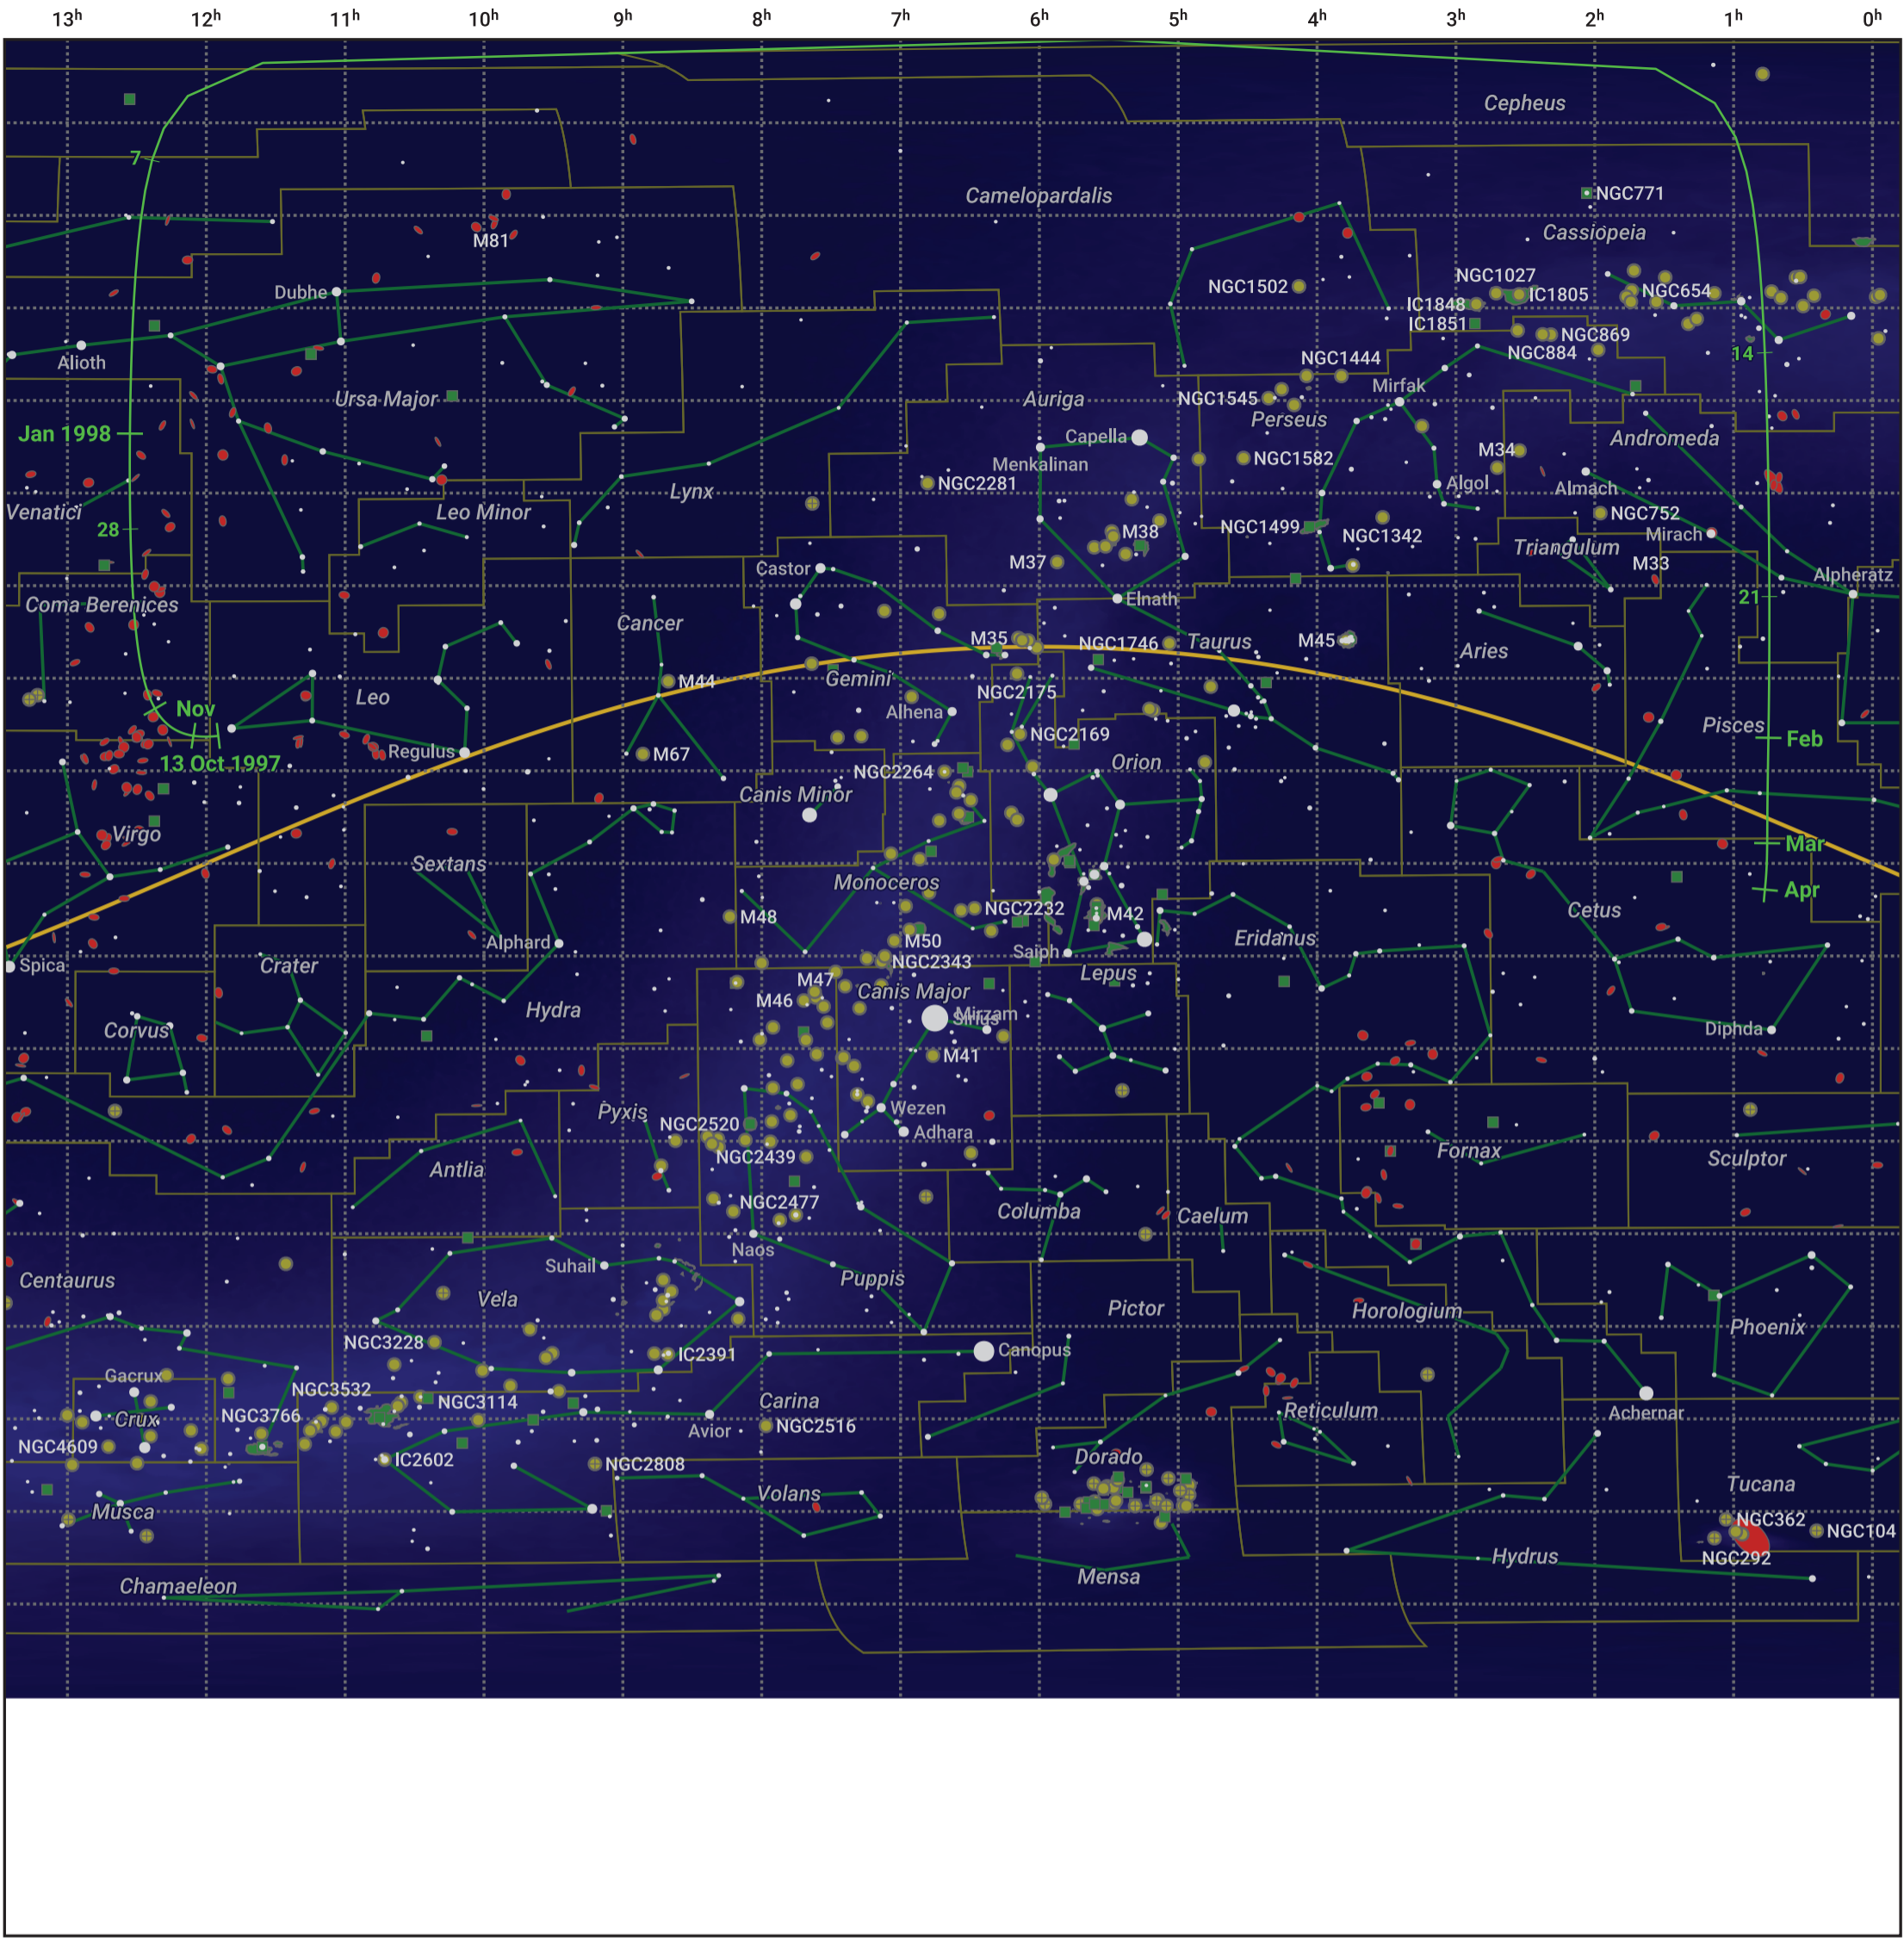 13h 12h 11h 10h 9h 8h 7h 6h 5h 4h 3h 2h 1h 0h
Cepheus
7
Camelopardalis
NGC771
M81
Cassiopeia
NGC1027
Dubhe
NGC1502
IC1805
NGC654
IC1848
IC1851
NGC869
Alioth
NGC884
14
NGC1444
Mirfak
Ursa Major
Auriga
NGC1545
Perseus
Jan 1998
Capella
Andromeda
Menkalinan
NGC1582
M34
NGC2281
Algol
Almach
Lynx
Venatici
Leo Minor
NGC752
28
M38
NGC1499
NGC1342
Mirach
Triangulum
M37
M33
Castor
Alpheratz
Coma Berenices
Elnath
21
Cancer
M35
NGC1746
Taurus
M45
Aries
Gemini
M44
NGC2175
Leo
Nov
Alhena
Pisces
Regulus
M67
NGC2169
Feb
13 Oct 1997
NGC2264
Orion
Canis Minor
Virgo
Mar
Sextans
Monoceros
Apr
M48
NGC2232
M42
Cetus
Alphard
M50
Eridanus
Saiph
Spica
Crater
NGC2343
Lepus
M47
Canis Major
M46
Hydra
Mirzam
Sirius
Corvus
Diphda
M41
Pyxis
Wezen
NGC2520
Adhara
NGC2439
Fornax
Sculptor
Antlia
NGC2477
Columba
Caelum
Naos
Suhail
Centaurus
Puppis
Vela
Pictor
Horologium
Phoenix
NGC3228
IC2391
Canopus
Gacrux
NGC3532
NGC3114
Carina
Reticulum
Achernar
Crux
NGC3766
Avior
NGC2516
NGC4609
IC2602
NGC2808
Dorado
Volans
Tucana
Musca
NGC362
NGC104
NGC292
Hydrus
Mensa
Chamaeleon